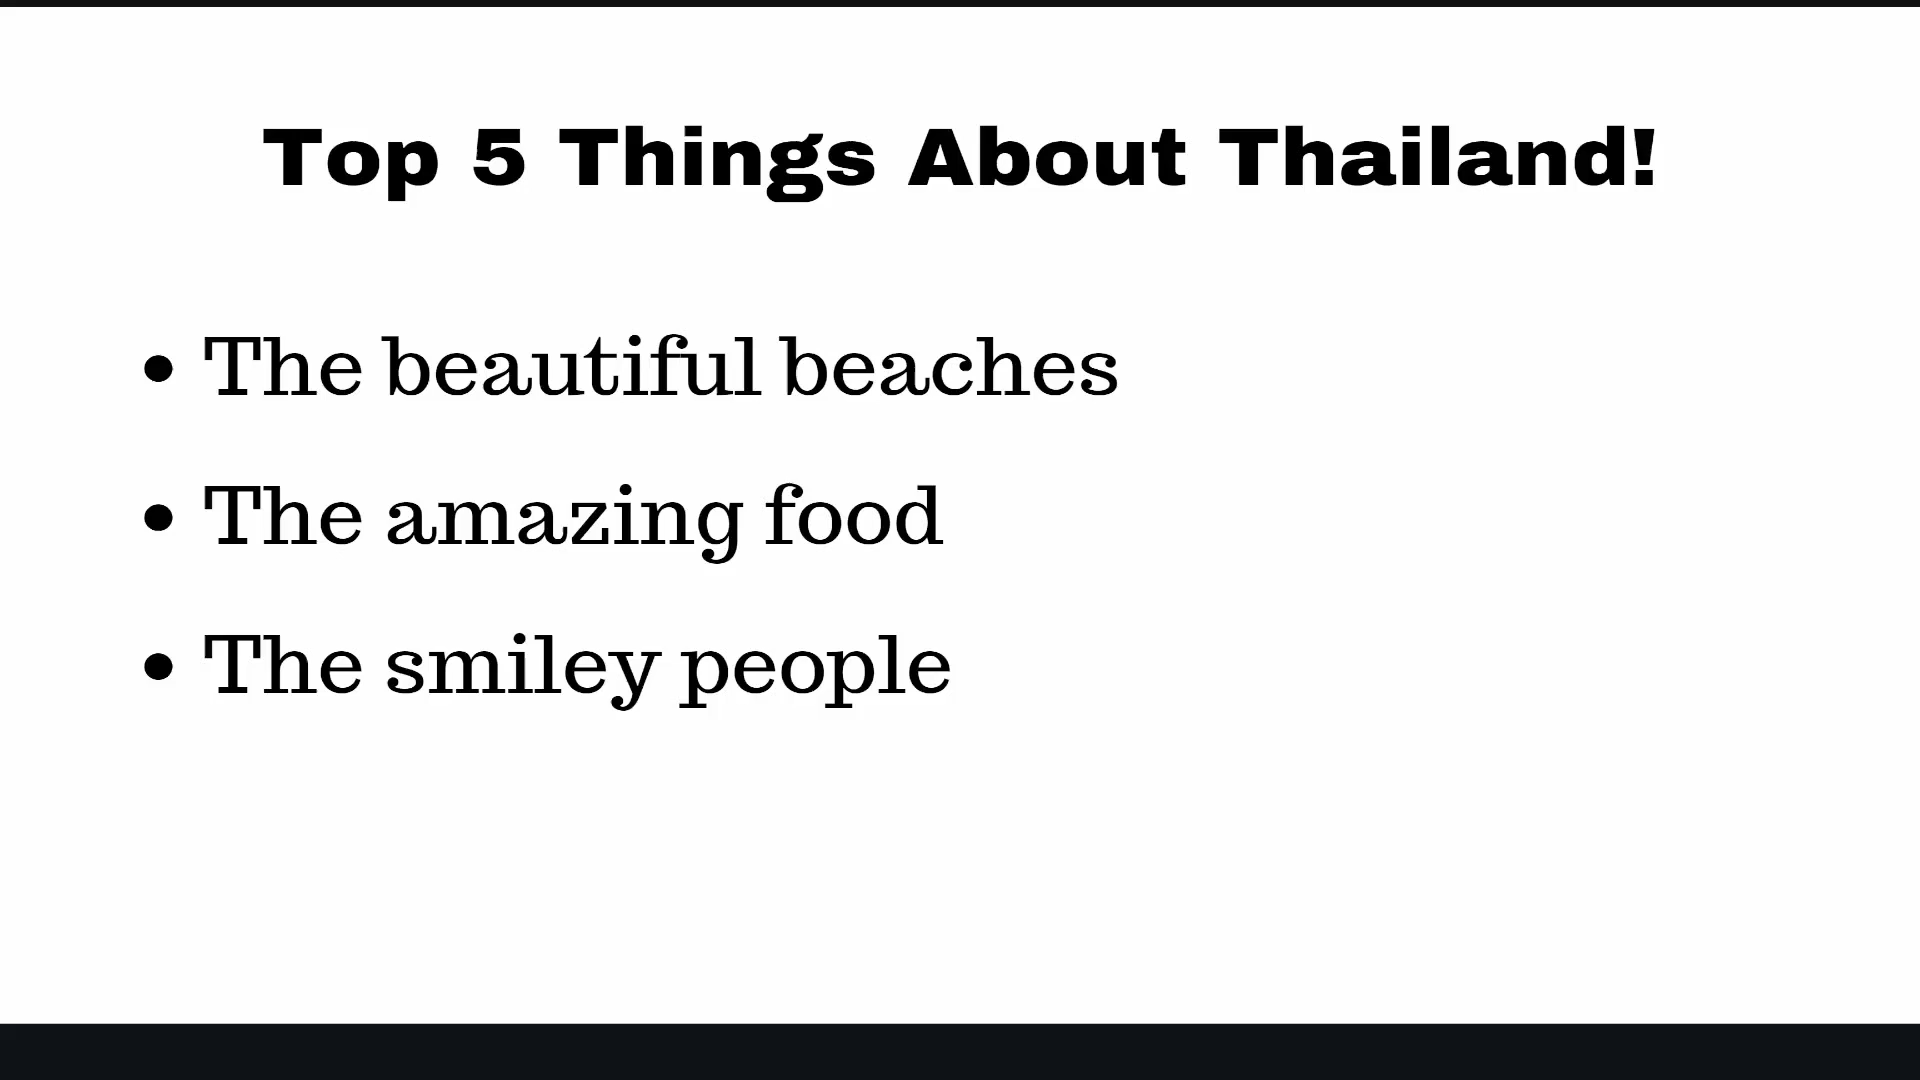 Top 5 Things About Thailand!
• The beautiful beaches
• The amazing food
• The smiley people